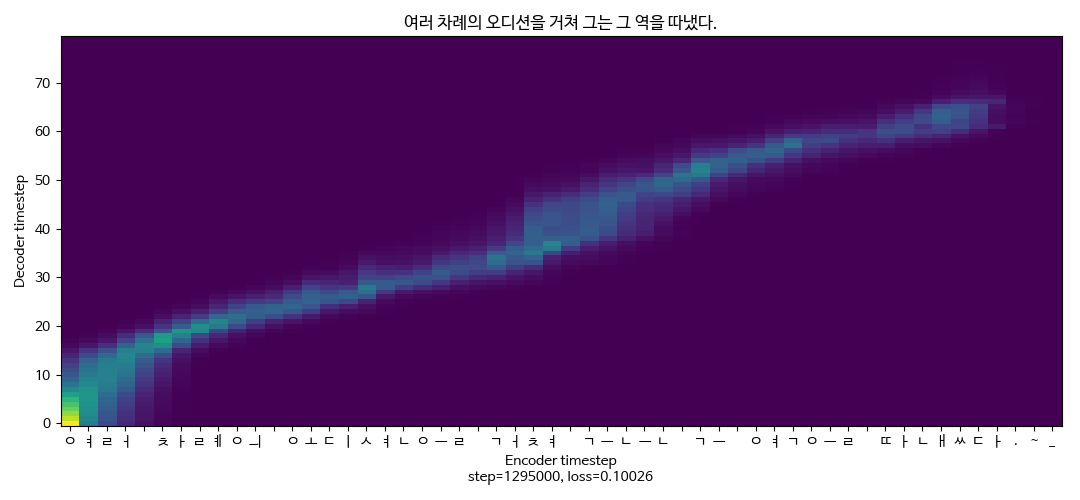 여러 차례의 오디션을 거쳐 그는 그 역을 따냈다.
Decoder timestep
70
60
50
40
30
20
10
0
ㅇ ㅕ ㄹ ㅓ ㅊ ㅏ ㄹ ㅖ ㅇ ㅢ ㅇ ㅗ ㄷ ㅣ ㅅ ㅕ ㄴ ㅇ ㅡ ㄹ ㄱ ㅓ ㅊ ㅕ ㄱ ㅡ ㄴ ㅡ ㄴ ㄱ ㅡ ㅇ ㅕ ㄱ ㅇ ㅡ ㄹ ㄸ ㅏ ㄴ ㅐ ㅆ ㄷ ㅏ . ~ _
Encoder timestep
step=1295000, loss=0.10026